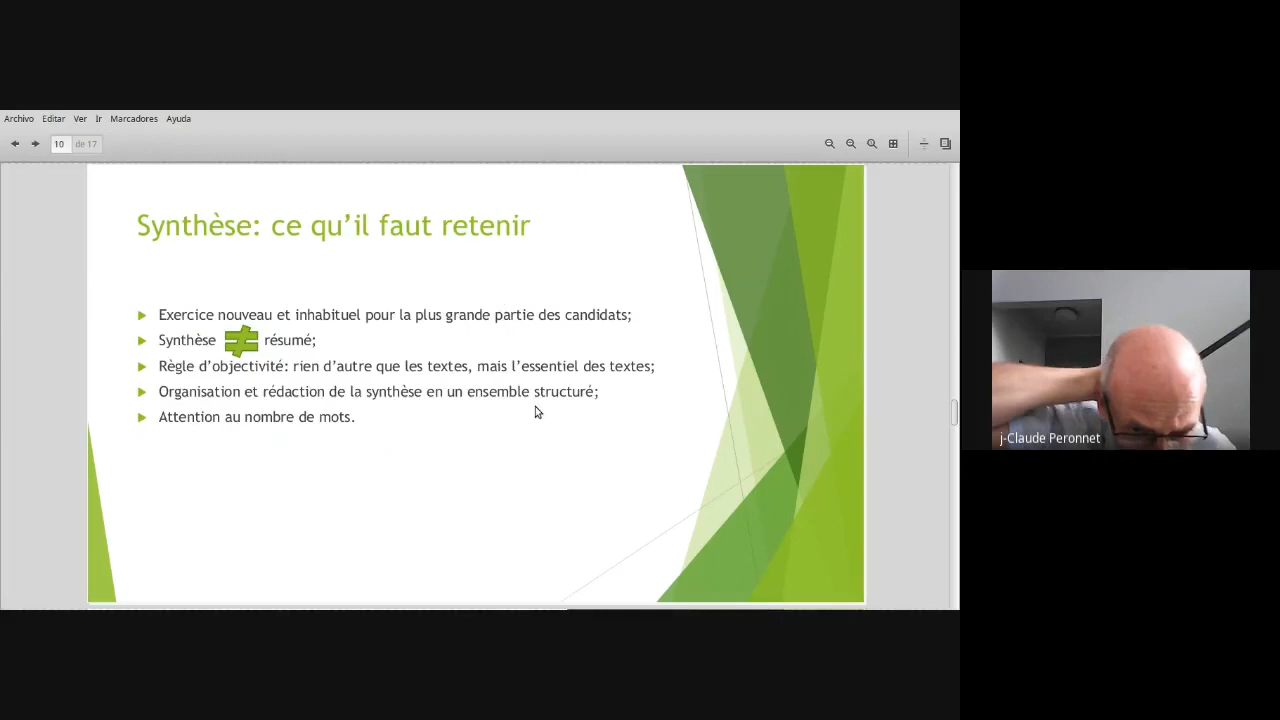 Archivo Editar Ver Ir Marcadores Ayuda
10 de 17
Synthèse: ce qu’il faut retenir
Exercice nouveau et inhabituel pour la plus grande partie des candidats;
Synthèse ≠ résumé;
Règle d’objectivité: rien d’autre que les textes, mais l’essentiel des textes;
Organisation et rédaction de la synthèse en un ensemble structuré;
Attention au nombre de mots.
j-Claude Peronnet